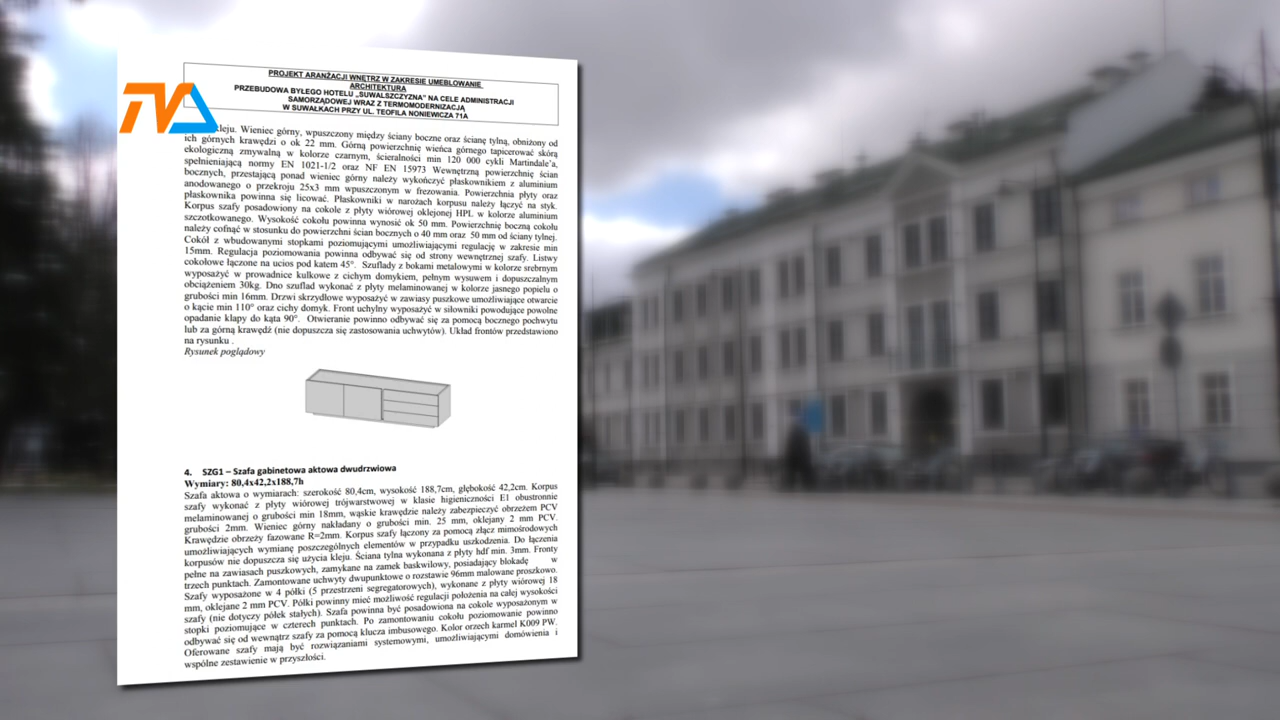 TVS
PROJEKT ARANŻACJI WNĘTRZ W ZAKRESIE UMEBLOWANIE
ARCHITEKTURA
PRZEBUDOWA BYŁEGO HOTELU „SUWALSZCZYZNA" NA CELE ADMINISTRACJI
SAMORZĄDOWEJ WRAZ Z TERMOMODERNIZACJĄ
W SUWAŁKACH PRZY UL. TEOFILA NONIEWICZA 71A
kleju. Wieniec górny, wpuszczony między ściany boczne oraz ścianę tylną, obniżony od
ich górnych krawędzi o ok 22 mm. Górną powierzchnię wieńca górnego tapicerować skórą
ekologiczną zmywalną w kolorze czarnym, ścieralności min 120 000 cykli Martindale'a,
spełnieniającą normy EN 1021-1/2 oraz NF EN 15973 Wewnętrzną powierzchnię ścian
bocznych, przestającą ponad wieniec górny należy wykończyć płaskownikiem z aluminium
anodowanego o przekroju 25x3 mm wpuszczonym w frezowania. Powierzchnia płyty oraz
płaskownika powinna się licować. Płaskowniki w narożach korpusu należy łączyć na styk.
Korpus szafy posadowiony na cokole z płyty wiórowej oklejonej HPL w kolorze aluminium
szczotkowanego. Wysokość cokołu powinna wynosić ok 50 mm. Powierzchnię boczną cokołu
należy cofnąć w stosunku do powierzchni ścian bocznych o 40 mm oraz 50 mm od ściany tylnej.
Cokół z wbudowanymi stopkami poziomującymi umożliwiającymi regulację w zakresie min
15mm. Regulacja poziomowania powinna odbywać się od strony wewnętrznej szafy. Listwy
cokołowe łączone na ucios pod katem 45°. Szuflady z bokami metalowymi w kolorze srebrnym
wyposażyć w prowadnice kulkowe z cichym domykiem, pełnym wysuwem i dopuszczalnym
obciążeniem 30kg. Dno szuflad wykonać z płyty melaminowanej w kolorze jasnego popielu o
grubości min 16mm. Drzwi skrzydłowe wyposażyć w zawiasy puszkowe umożliwiające otwarcie
o kącie min 110° oraz cichy domyk. Front uchylny wyposażyć w siłowniki powodujące powolne
opadanie klapy do kąta 90°. Otwieranie powinno odbywać się za pomocą bocznego pochwytu
lub za górną krawędź (nie dopuszcza się zastosowania uchwytów). Układ frontów przedstawiono
na rysunku .
Rysunek poglądowy
4. SZG1 – Szafa gabinetowa aktowa dwudrzwiowa
Wymiary: 80,4x42,2x188,7h
Szafa aktowa o wymiarach: szerokość 80,4cm, wysokość 188,7cm, głębokość 42,2cm. Korpus
szafy wykonać z płyty wiórowej trójwarstwowej w klasie higieniczności E1 obustronnie
melaminowanej o grubości min 18mm, wąskie krawędzie należy zabezpieczyć obrzeżem PCV
grubości 2mm. Wieniec górny nakładany o grubości min. 25 mm, oklejany 2 mm PCV.
Krawędzie obrzeży fazowane R=2mm. Korpus szafy łączony za pomocą złącz mimośrodowych
umożliwiających wymianę poszczególnych elementów w przypadku uszkodzenia. Do łączenia
korpusów nie dopuszcza się użycia kleju. Ściana tylna wykonana z płyty hdf min. 3mm. Fronty
pełne na zawiasach puszkowych, zamykane na zamek baskwilowy, posiadający blokadę w
trzech punktach. Zamontowane uchwyty dwupunktowe o rozstawie 96mm malowane proszkowo.
Szafy wyposażone w 4 półki (5 przestrzeni segregatorowych), wykonane z płyty wiórowej 18
mm, oklejane 2 mm PCV. Półki powinny mieć możliwość regulacji położenia na całej wysokości
szafy (nie dotyczy półek stałych). Szafa powinna być posadowiona na cokole wyposażonym w
stopki poziomujące w czterech punktach. Po zamontowaniu cokołu poziomowanie powinno
odbywać się od wewnątrz szafy za pomocą klucza imbusowego. Kolor orzech karmel K009 PW.
Oferowane szafy mają być rozwiązaniami systemowymi, umożliwiającymi domówienia i
wspólne zestawienie w przyszłości.